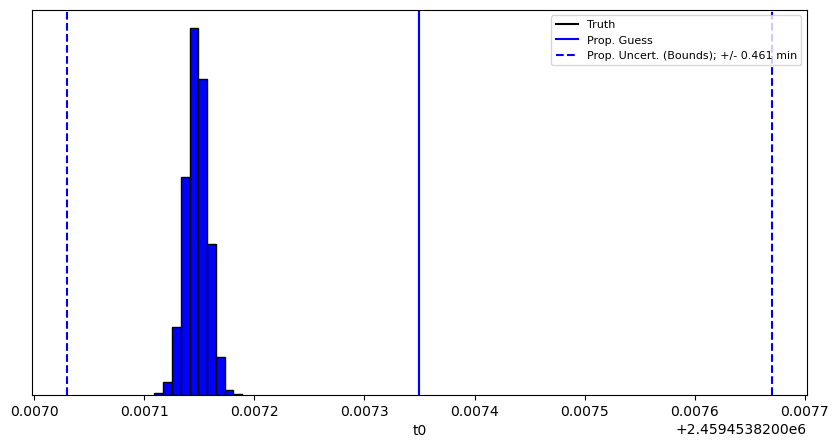 Truth
Prop. Guess
Prop. Uncert. (Bounds); +/- 0.461 min
0.0070 0.0071 0.0072 0.0073 0.0074 0.0075 0.0076 0.0077
t0
+2.4594538200e6